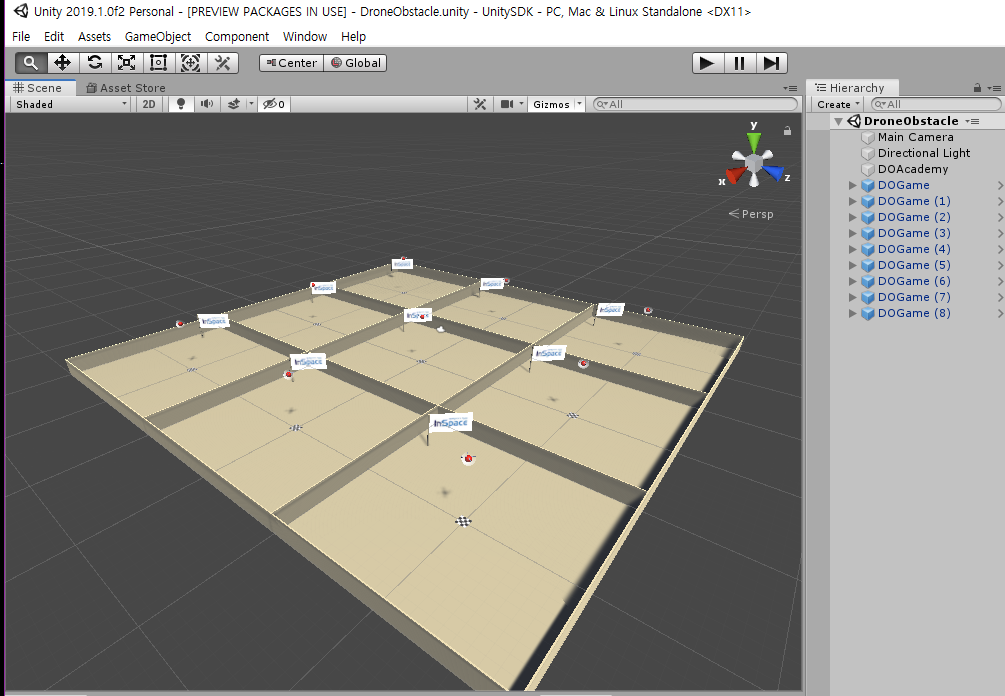 Unity 2019.1.0f2 Personal - [PREVIEW PACKAGES IN USE] - DroneObstacle.unity - UnitySDK - PC, Mac & Linux Standalone <DX11>
File Edit Assets GameObject Component Window Help
Center Global
Scene Asset Store
Shaded 2D 0 Gizmos All
y
x
z
Persp
InSpace
InSpace
InSpace
InSpace
InSpace
InSpace
InSpace
InSpace
InSpace
Hierarchy
Create All
DroneObstacle
Main Camera
Directional Light
DOAcademy
DOGame
DOGame (1)
DOGame (2)
DOGame (3)
DOGame (4)
DOGame (5)
DOGame (6)
DOGame (7)
DOGame (8)